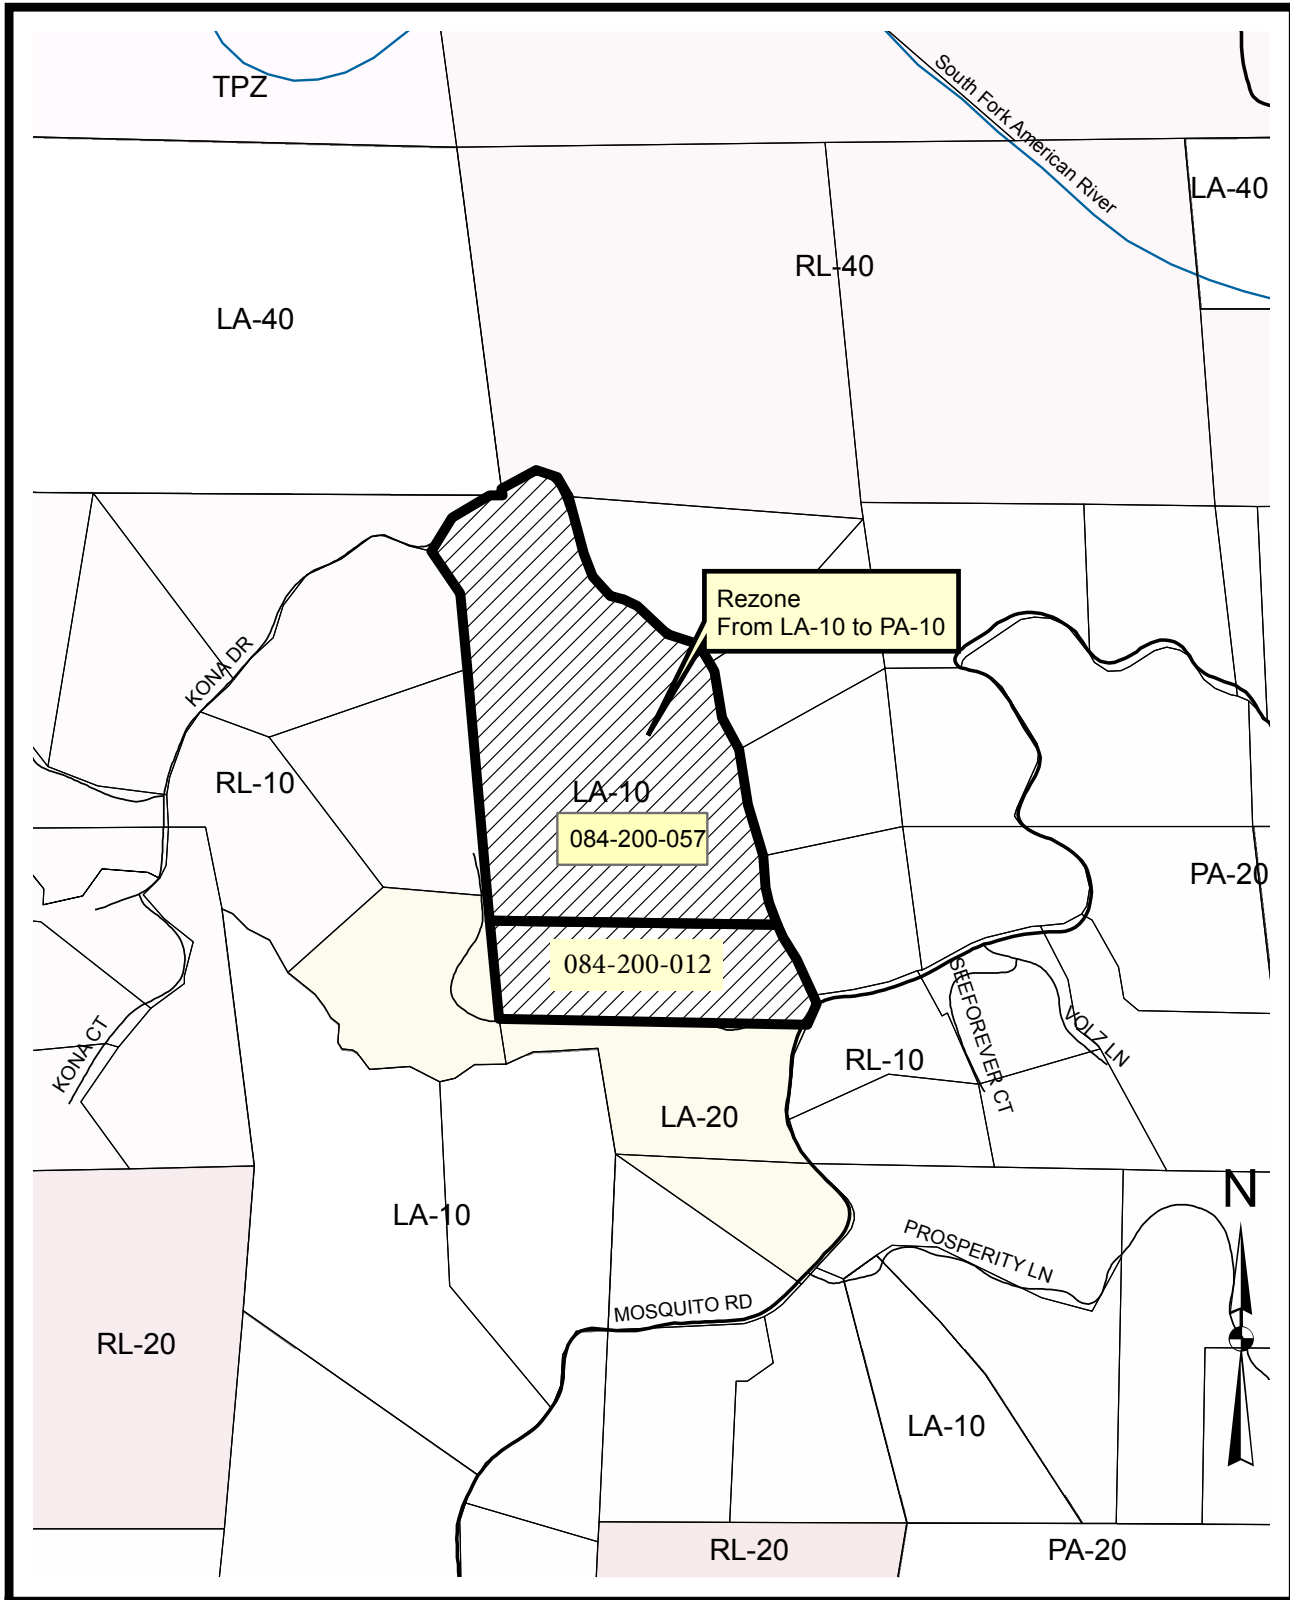 TPZ
South Fork American River
LA-40
RL-40
LA-40
Rezone
From LA-10 to PA-10
KONA DR
RL-10
LA-10
084-200-057
PA-20
084-200-012
SEEFOREVER CT
VOLZ LN
KONA CT
RL-10
LA-20
N
LA-10
PROSPERITY LN
MOSQUITO RD
RL-20
LA-10
RL-20
PA-20